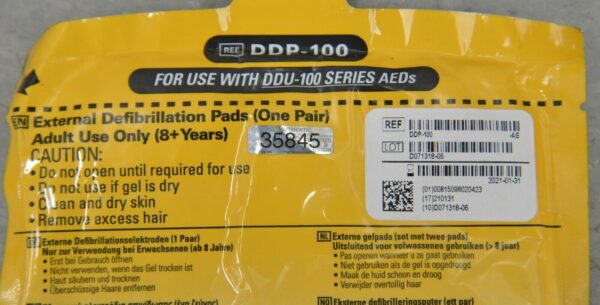 REF DDP-100
FOR USE WITH DDU-100 SERIES AEDs
EN External Defibrillation Pads (One Pair)
Adult Use Only (8+Years)
CAUTION:
• Do not open until required for use
• Do not use if gel is dry
• Clean and dry skin
• Remove excess hair
AUTHENTIC
35845
REF
DDP-100 -AE
LOT
D071318-06
2021-01-31
(01)00815098020423
(17)210131
(10)D071318-06
Externe Defibrillationselektroden (1 Paar)
Nur zur Verwendung bei Erwachsenen (ab 8 Jahre)
• Erst bei Gebrauch öffnen
• Nicht verwenden, wenn das Gel trocken ist
• Haut säubern und trocknen
• Überschüssige Haare entfernen
NL Externe gelpads (set met twee pads)
Uitsluitend voor volwassenen gebruiken (> 8 jaar)
• Pas openen wanneer u ze gaat gebruiken
• Niet gebruiken als de gel is opgedroogd
• Maak de huid schoon en droog
• Verwijder overtollig haar
NO Eksterne defibrilleringsputer (ett par)